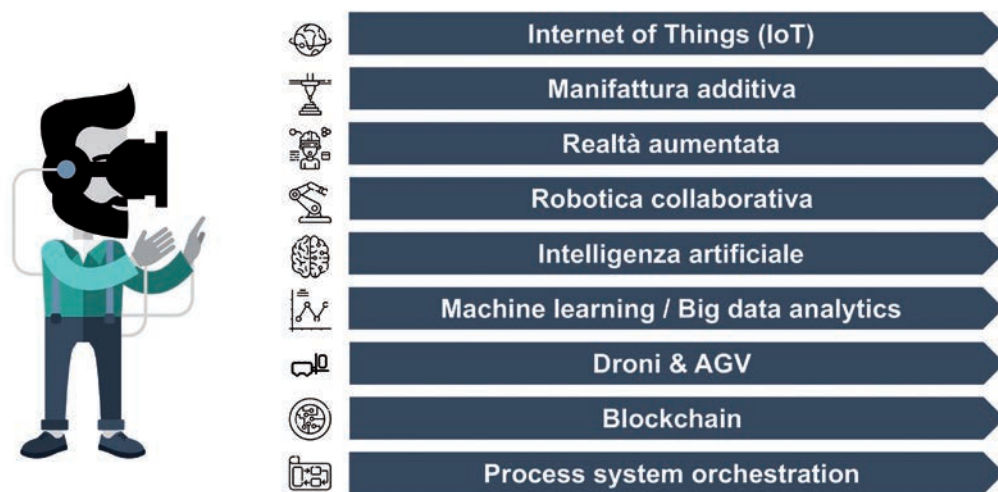 Internet of Things (IoT)
Manifattura additiva
Realtà aumentata
Robotica collaborativa
Intelligenza artificiale
Machine learning / Big data analytics
Droni & AGV
Blockchain
Process system orchestration